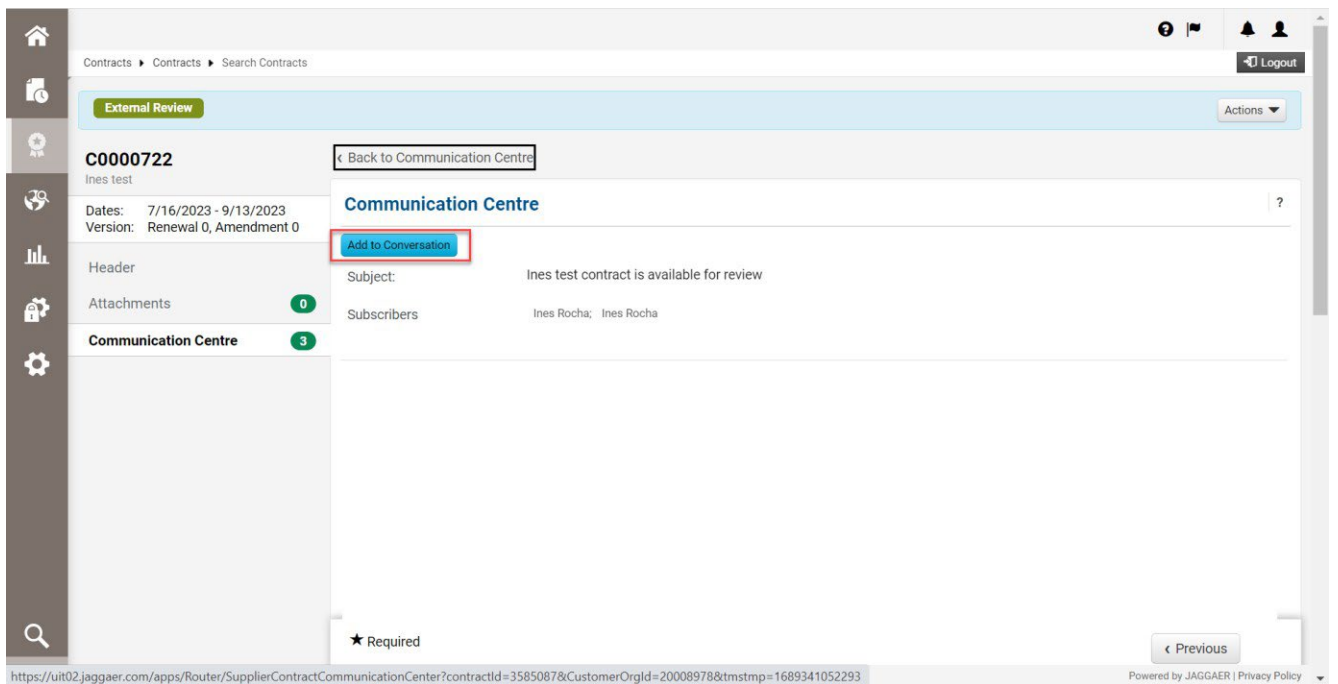 Contracts ▸ Contracts ▸ Search Contracts
Logout
External Review
Actions
C0000722
Ines test
Dates: 7/16/2023 - 9/13/2023
Version: Renewal 0, Amendment 0
Header
Attachments 0
Communication Centre 3
‹ Back to Communication Centre
Communication Centre ?
Add to Conversation
Subject: Ines test contract is available for review
Subscribers Ines Rocha; Ines Rocha
★ Required
‹ Previous
https://uit02.jaggaer.com/apps/Router/SupplierContractCommunicationCenter?contractId=3585087&CustomerOrgId=20008978&tmstmp=1689341052293
Powered by JAGGAER | Privacy Policy